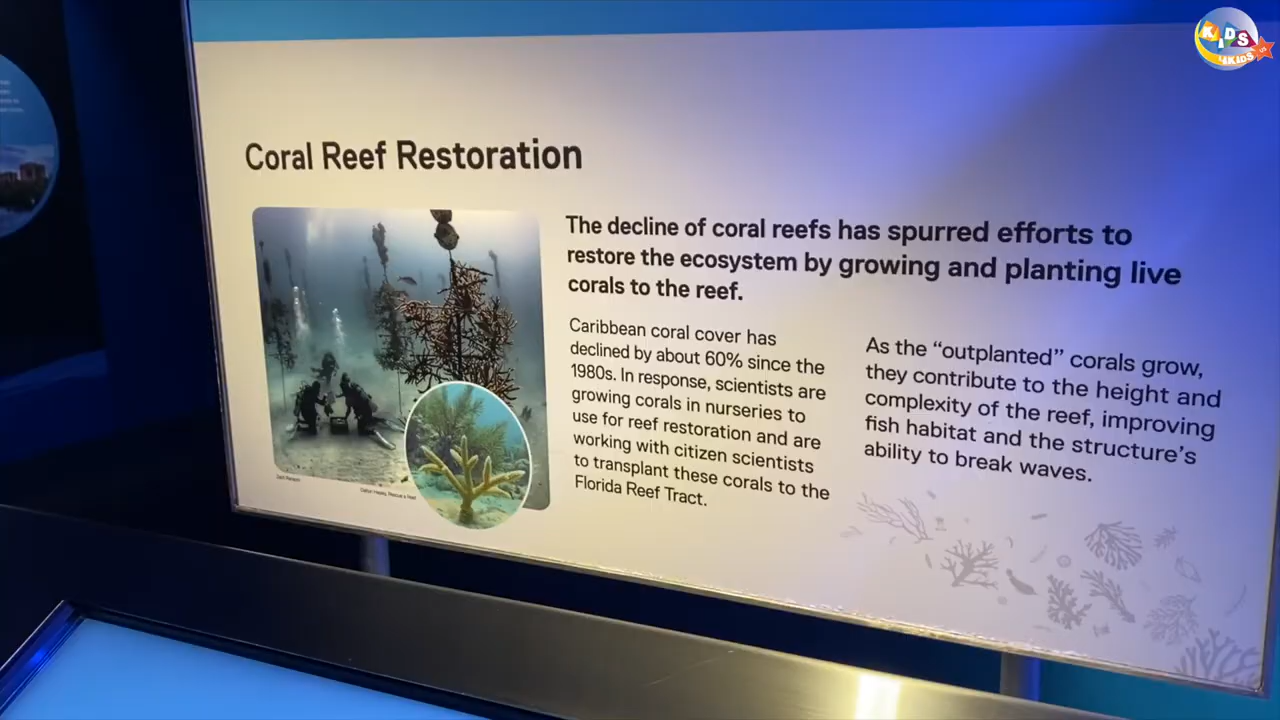 Coral Reef Restoration
The decline of coral reefs has spurred efforts to
restore the ecosystem by growing and planting live
corals to the reef.
Caribbean coral cover has
declined by about 60% since the
1980s. In response, scientists are
growing corals in nurseries to
use for reef restoration and are
working with citizen scientists
to transplant these corals to the
Florida Reef Tract.
As the “outplanted” corals grow,
they contribute to the height and
complexity of the reef, improving
fish habitat and the structure’s
ability to break waves.
KIDS
4KIDS